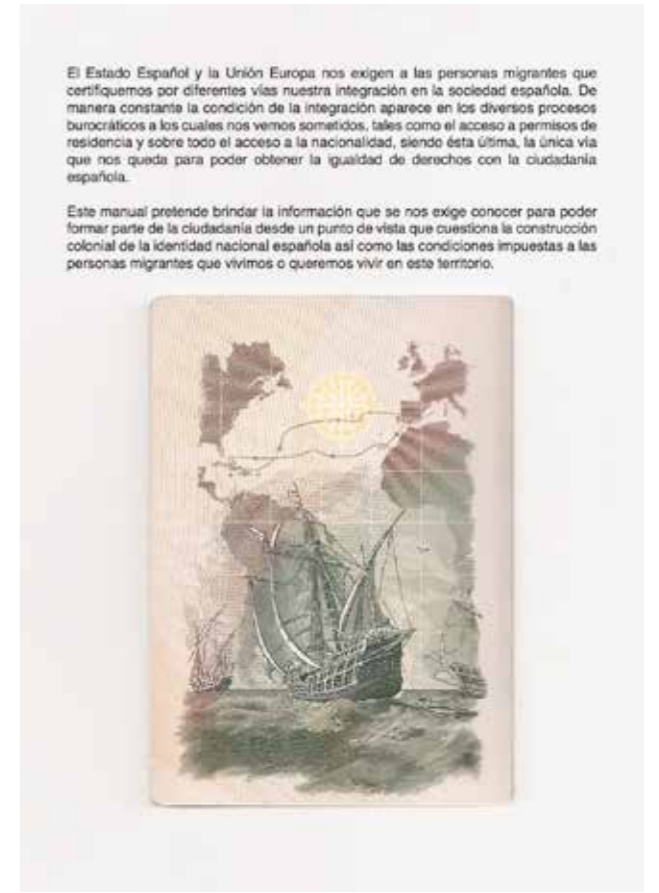 El Estado Español y la Unión Europa nos exigen a las personas migrantes que
certifiquemos por diferentes vías nuestra integración en la sociedad española. De
manera constante la condición de la integración aparece en los diversos procesos
burocráticos a los cuales nos vemos sometidos, tales como el acceso a permisos de
residencia y sobre todo el acceso a la nacionalidad, siendo ésta última, la única vía
que nos queda para poder obtener la igualdad de derechos con la ciudadanía
española.
Este manual pretende brindar la información que se nos exige conocer para poder
formar parte de la ciudadanía desde un punto de vista que cuestiona la construcción
colonial de la identidad nacional española así como las condiciones impuestas a las
personas migrantes que vivimos o queremos vivir en este territorio.